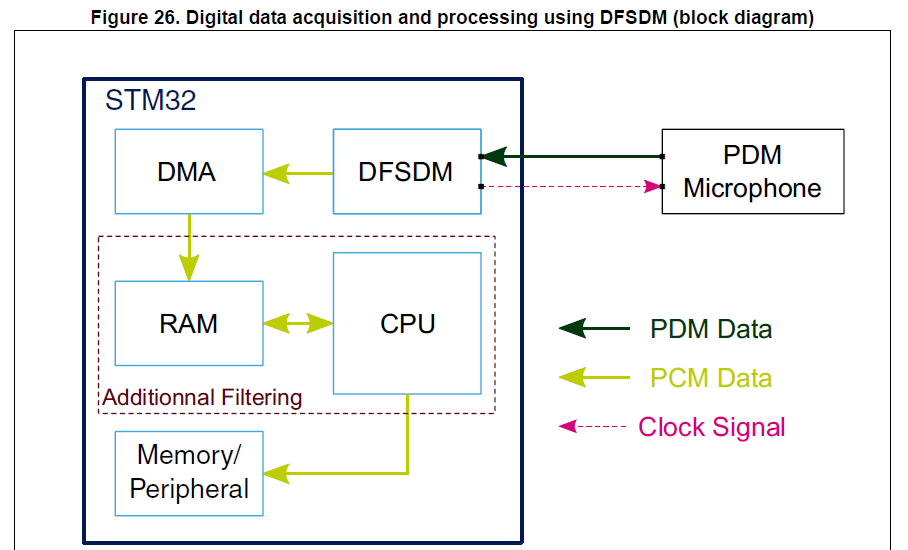 Figure 26. Digital data acquisition and processing using DFSDM (block diagram)
STM32
DMA
DFSDM
PDM
Microphone
RAM
CPU
Additionnal Filtering
Memory/
Peripheral
PDM Data
PCM Data
Clock Signal